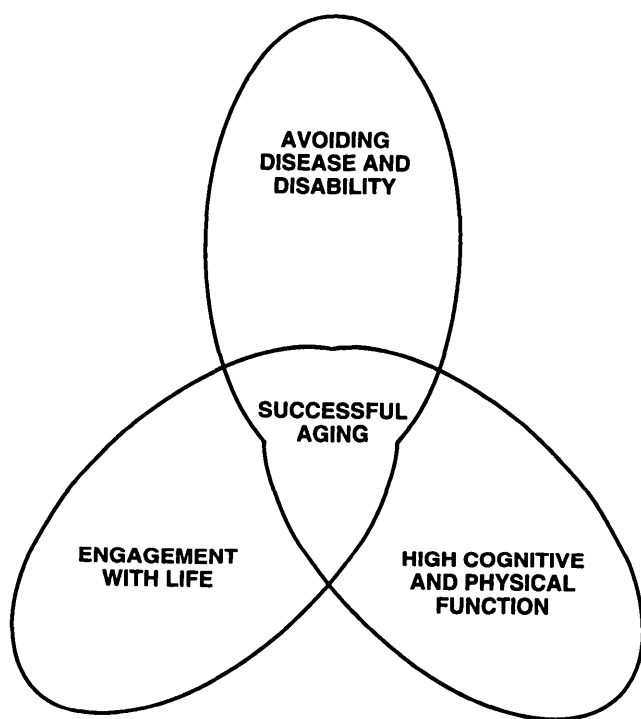 AVOIDING
DISEASE AND
DISABILITY
SUCCESSFUL
AGING
ENGAGEMENT
WITH LIFE
HIGH COGNITIVE
AND PHYSICAL
FUNCTION